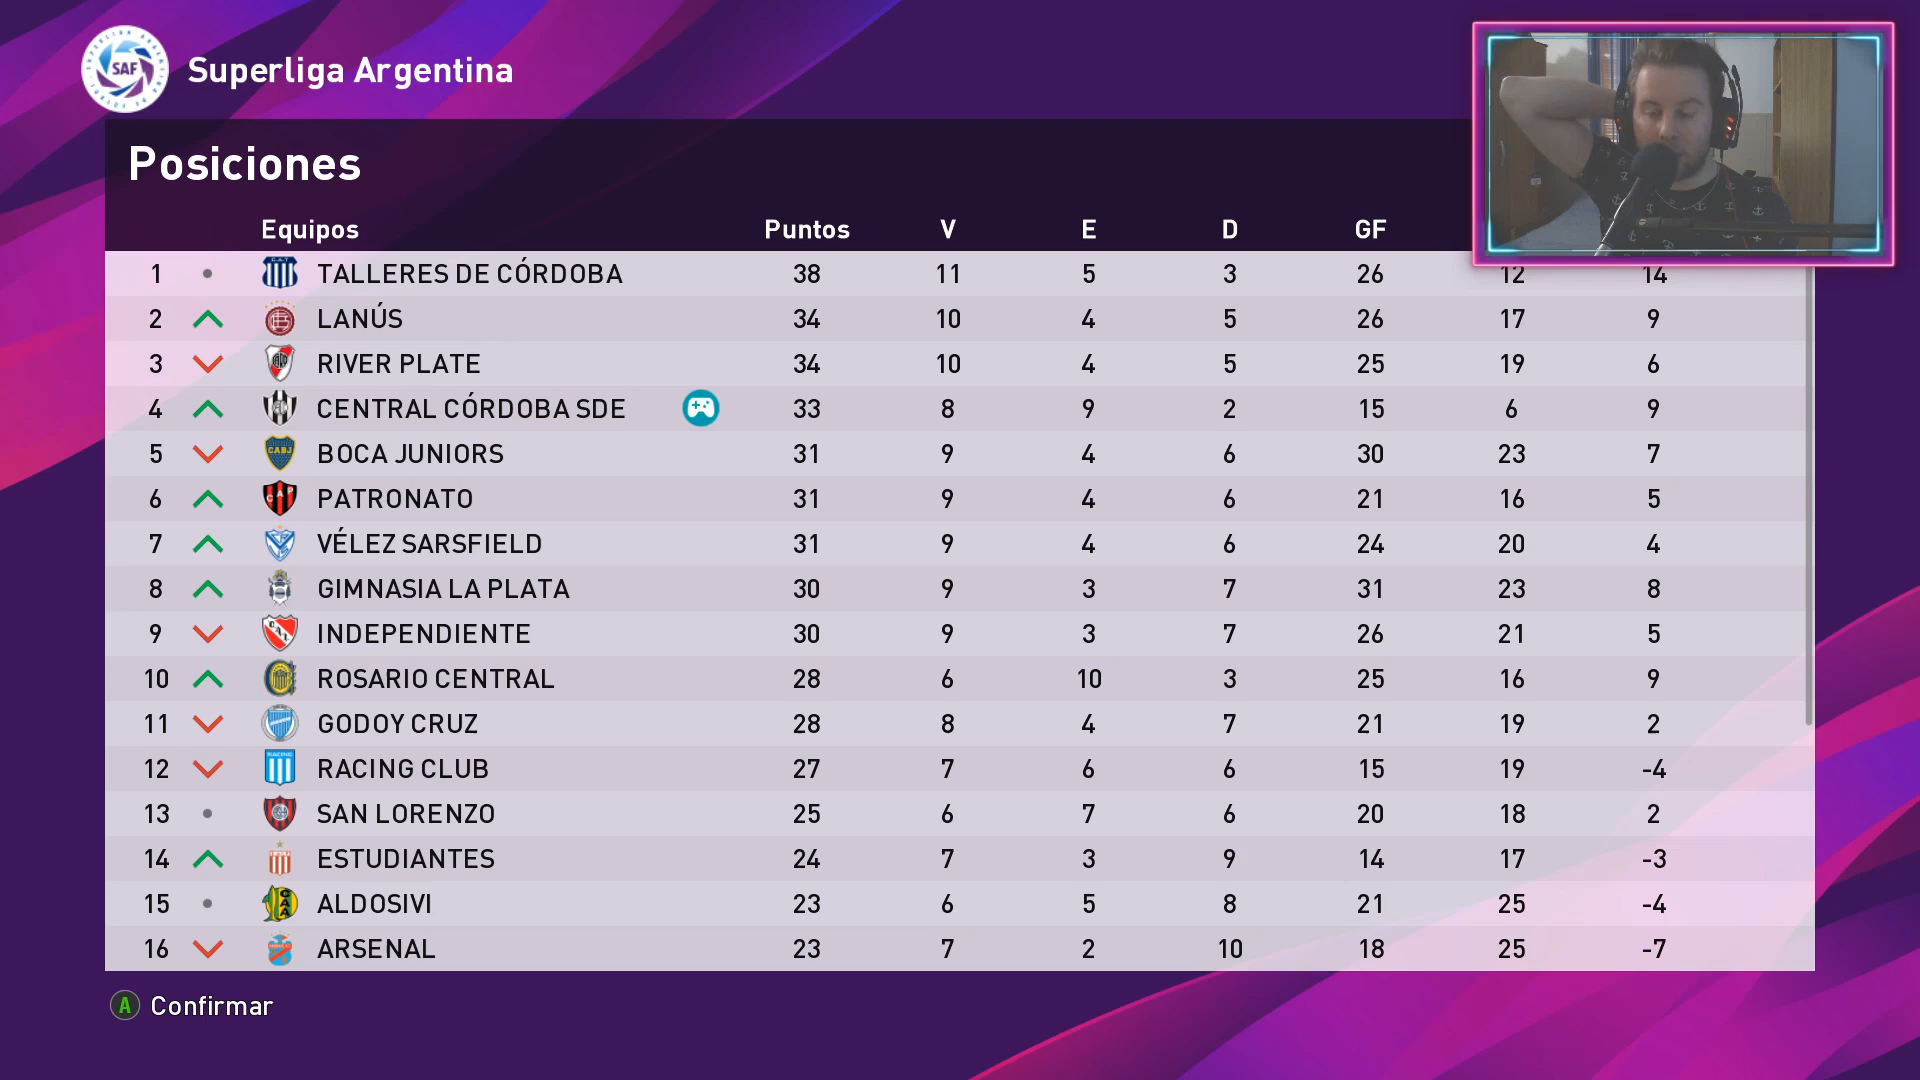 SAF
Superliga Argentina
Posiciones
Equipos Puntos V E D GF
1 TALLERES DE CÓRDOBA 38 11 5 3 26 12 14
2 LANÚS 34 10 4 5 26 17 9
3 RIVER PLATE 34 10 4 5 25 19 6
4 CENTRAL CÓRDOBA SDE 33 8 9 2 15 6 9
5 BOCA JUNIORS 31 9 4 6 30 23 7
6 PATRONATO 31 9 4 6 21 16 5
7 VÉLEZ SARSFIELD 31 9 4 6 24 20 4
8 GIMNASIA LA PLATA 30 9 3 7 31 23 8
9 INDEPENDIENTE 30 9 3 7 26 21 5
10 ROSARIO CENTRAL 28 6 10 3 25 16 9
11 GODOY CRUZ 28 8 4 7 21 19 2
12 RACING CLUB 27 7 6 6 15 19 -4
13 SAN LORENZO 25 6 7 6 20 18 2
14 ESTUDIANTES 24 7 3 9 14 17 -3
15 ALDOSIVI 23 6 5 8 21 25 -4
16 ARSENAL 23 7 2 10 18 25 -7
A Confirmar